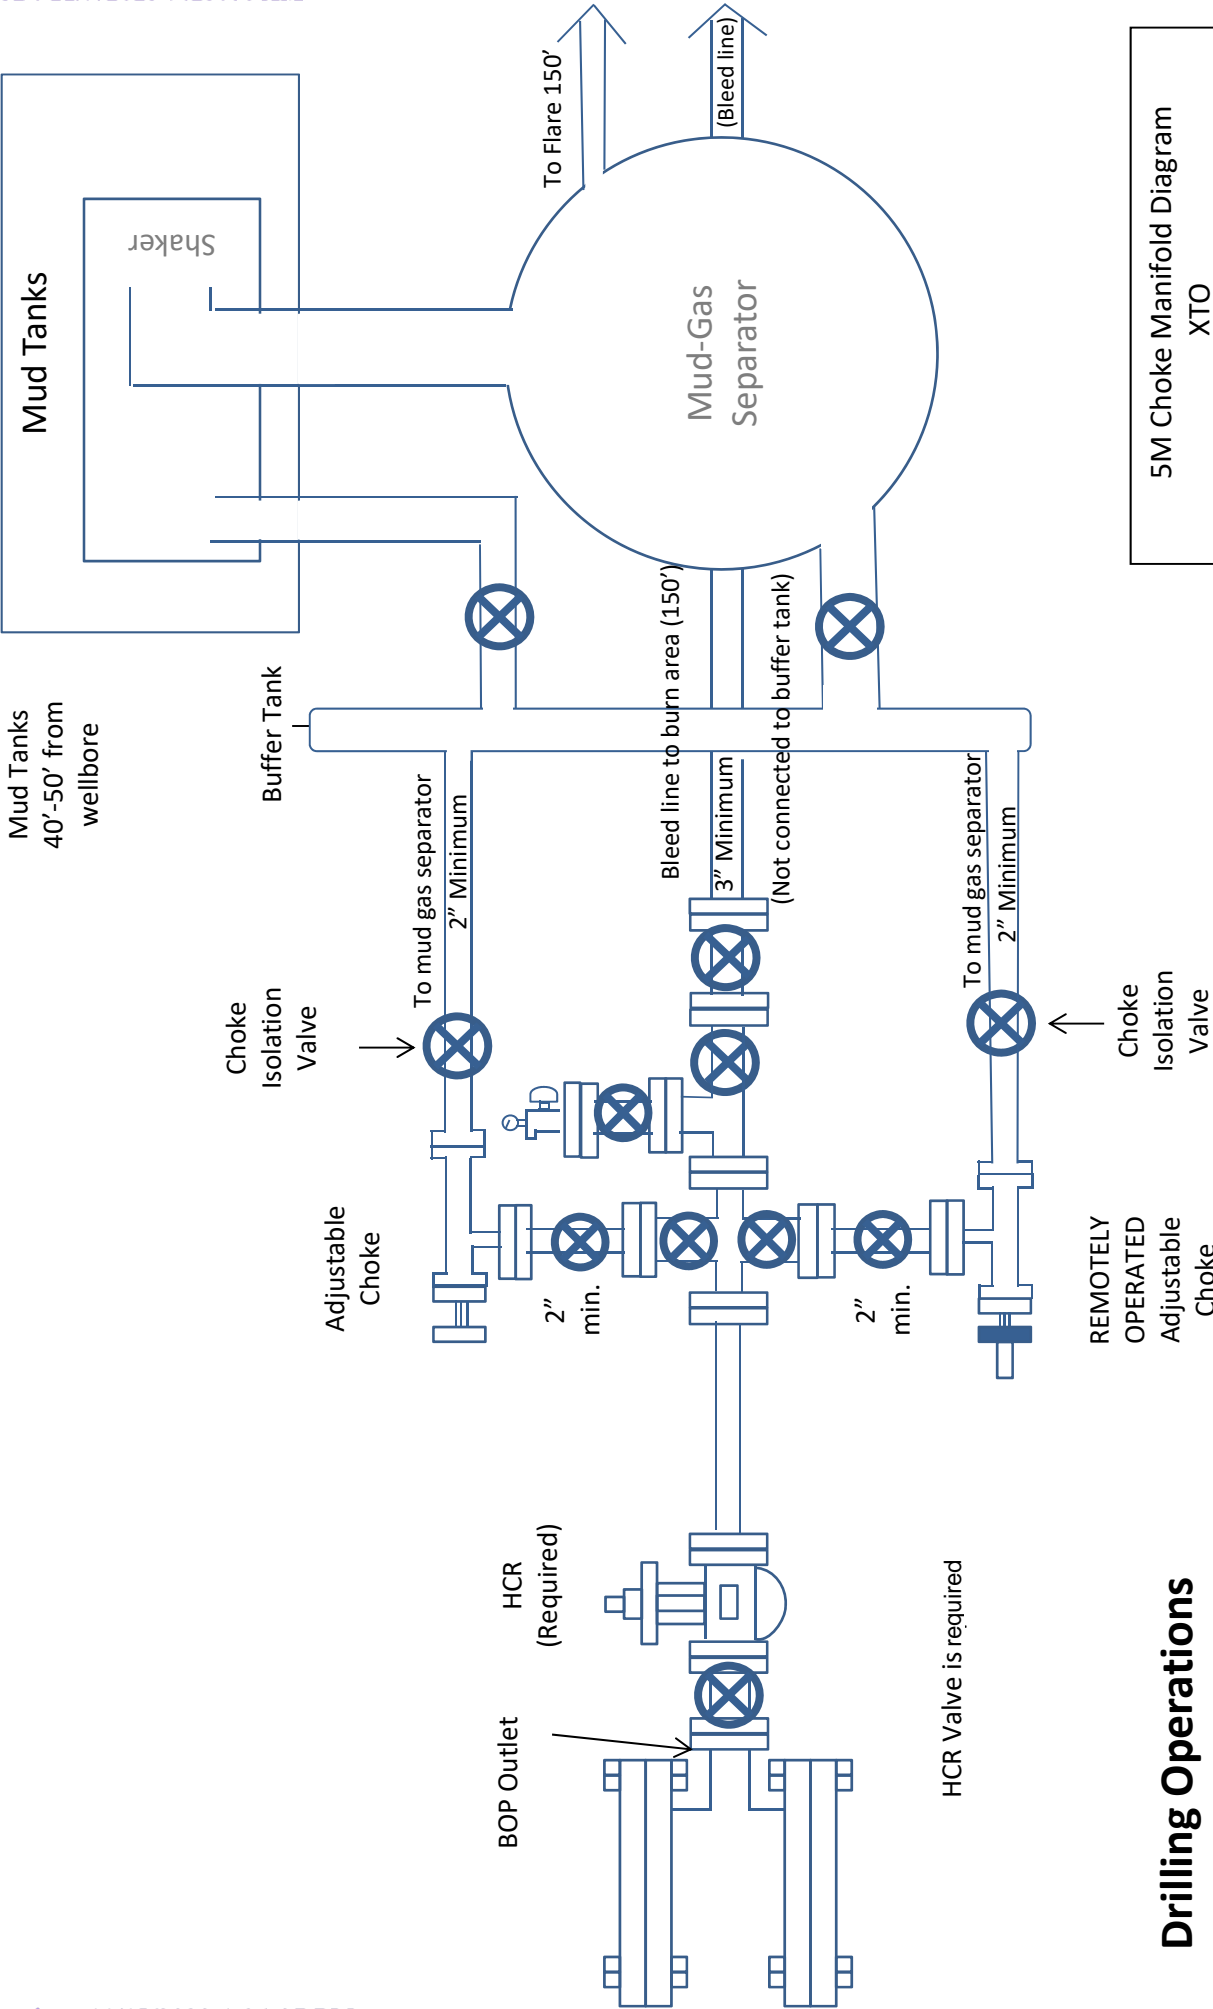 Mud Tanks
40'-50' from
wellbore
Mud Tanks
Shaker
Buffer Tank
To Flare 150'
(Bleed line)
Mud-Gas
Separator
Choke
Isolation
Valve
To mud gas separator
2” Minimum
Bleed line to burn area (150')
3” Minimum
(Not connected to buffer tank)
To mud gas separator
2” Minimum
Choke
Isolation
Valve
Adjustable
Choke
2”
min.
2”
min.
REMOTELY
OPERATED
Adjustable
Choke
HCR
(Required)
BOP Outlet
HCR Valve is required
Drilling Operations
5M Choke Manifold Diagram
XTO